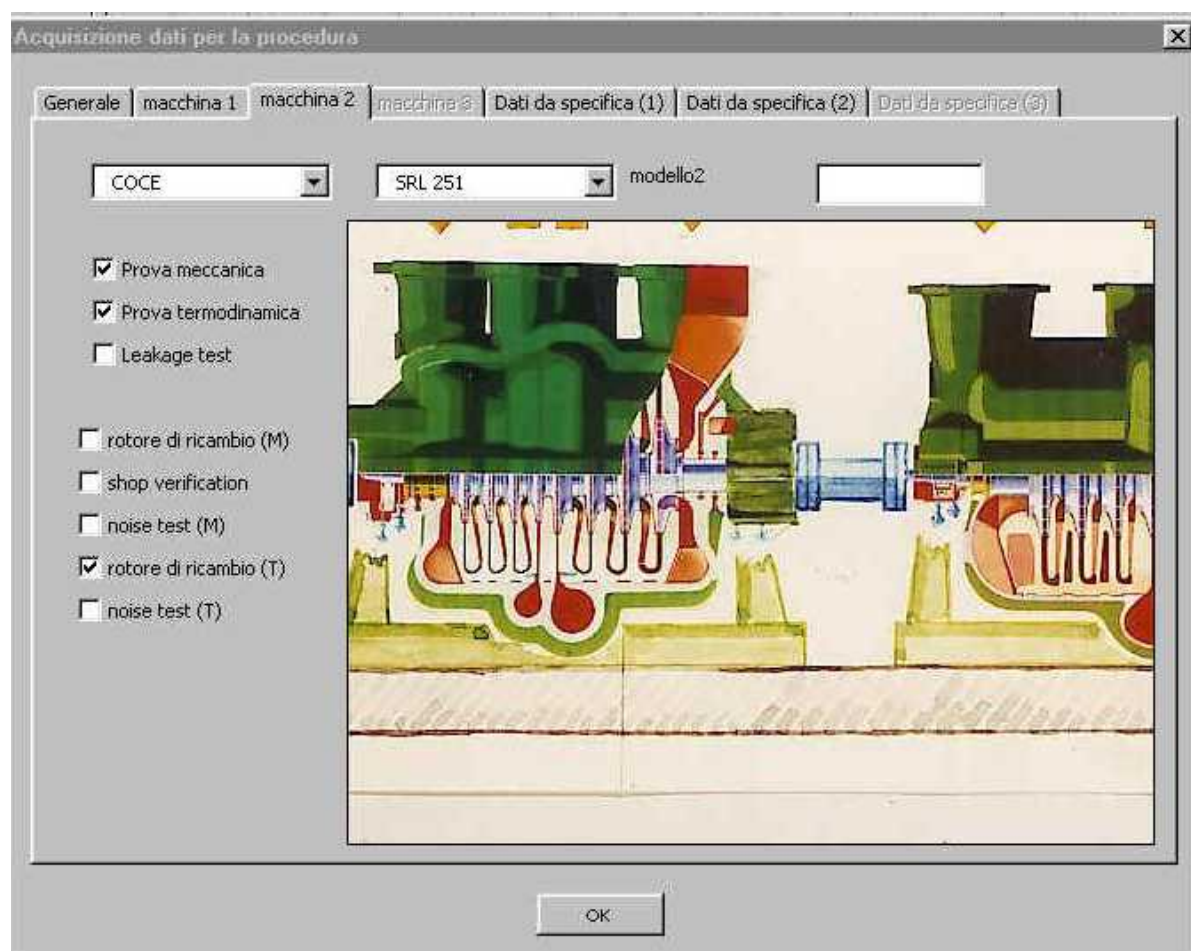 Acquisizione dati per la procedura
Generale macchina 1 macchina 2 macchina 3 Dati da specifica (1) Dati da specifica (2) Dati da specifica (3)
COCE SRL 251 modello2
Prova meccanica
Prova termodinamica
Leakage test
rotore di ricambio (M)
shop verification
noise test (M)
rotore di ricambio (T)
noise test (T)
OK